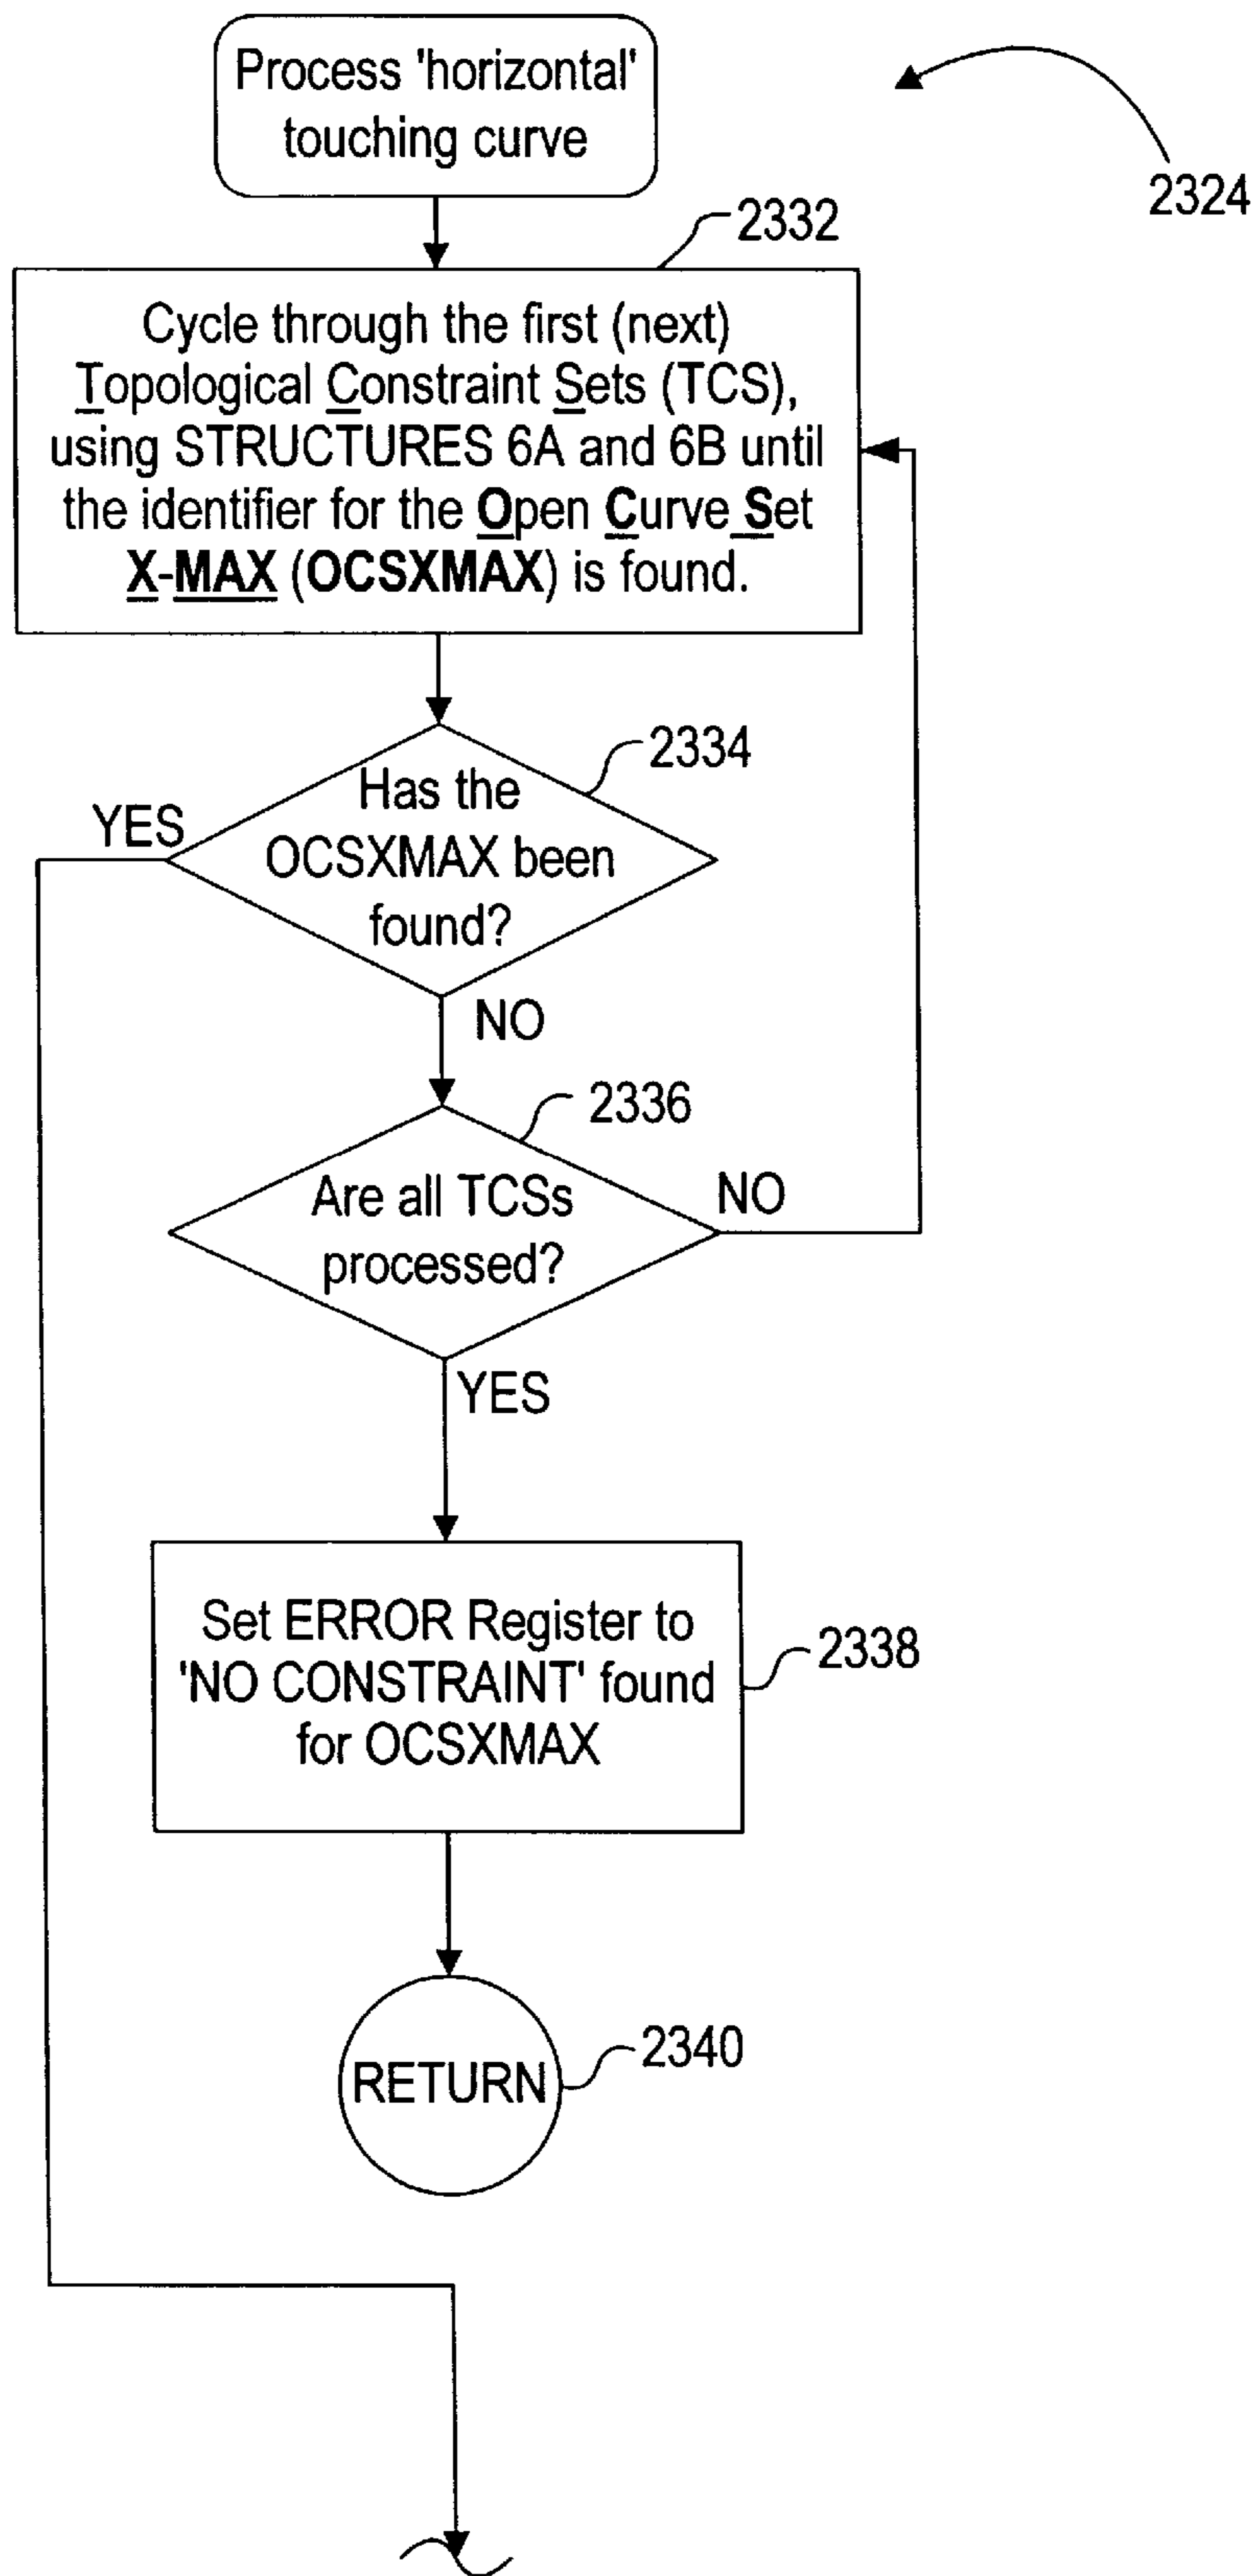 Process 'horizontal'
touching curve
2324
2332
Cycle through the first (next)
Topological Constraint Sets (TCS),
using STRUCTURES 6A and 6B until
the identifier for the Open Curve Set
X-MAX (OCSXMAX) is found.
2334
Has the
OCSXMAX been
found?
YES
NO
2336
Are all TCSs
processed?
NO
YES
Set ERROR Register to
'NO CONSTRAINT' found
for OCSXMAX
2338
RETURN
2340